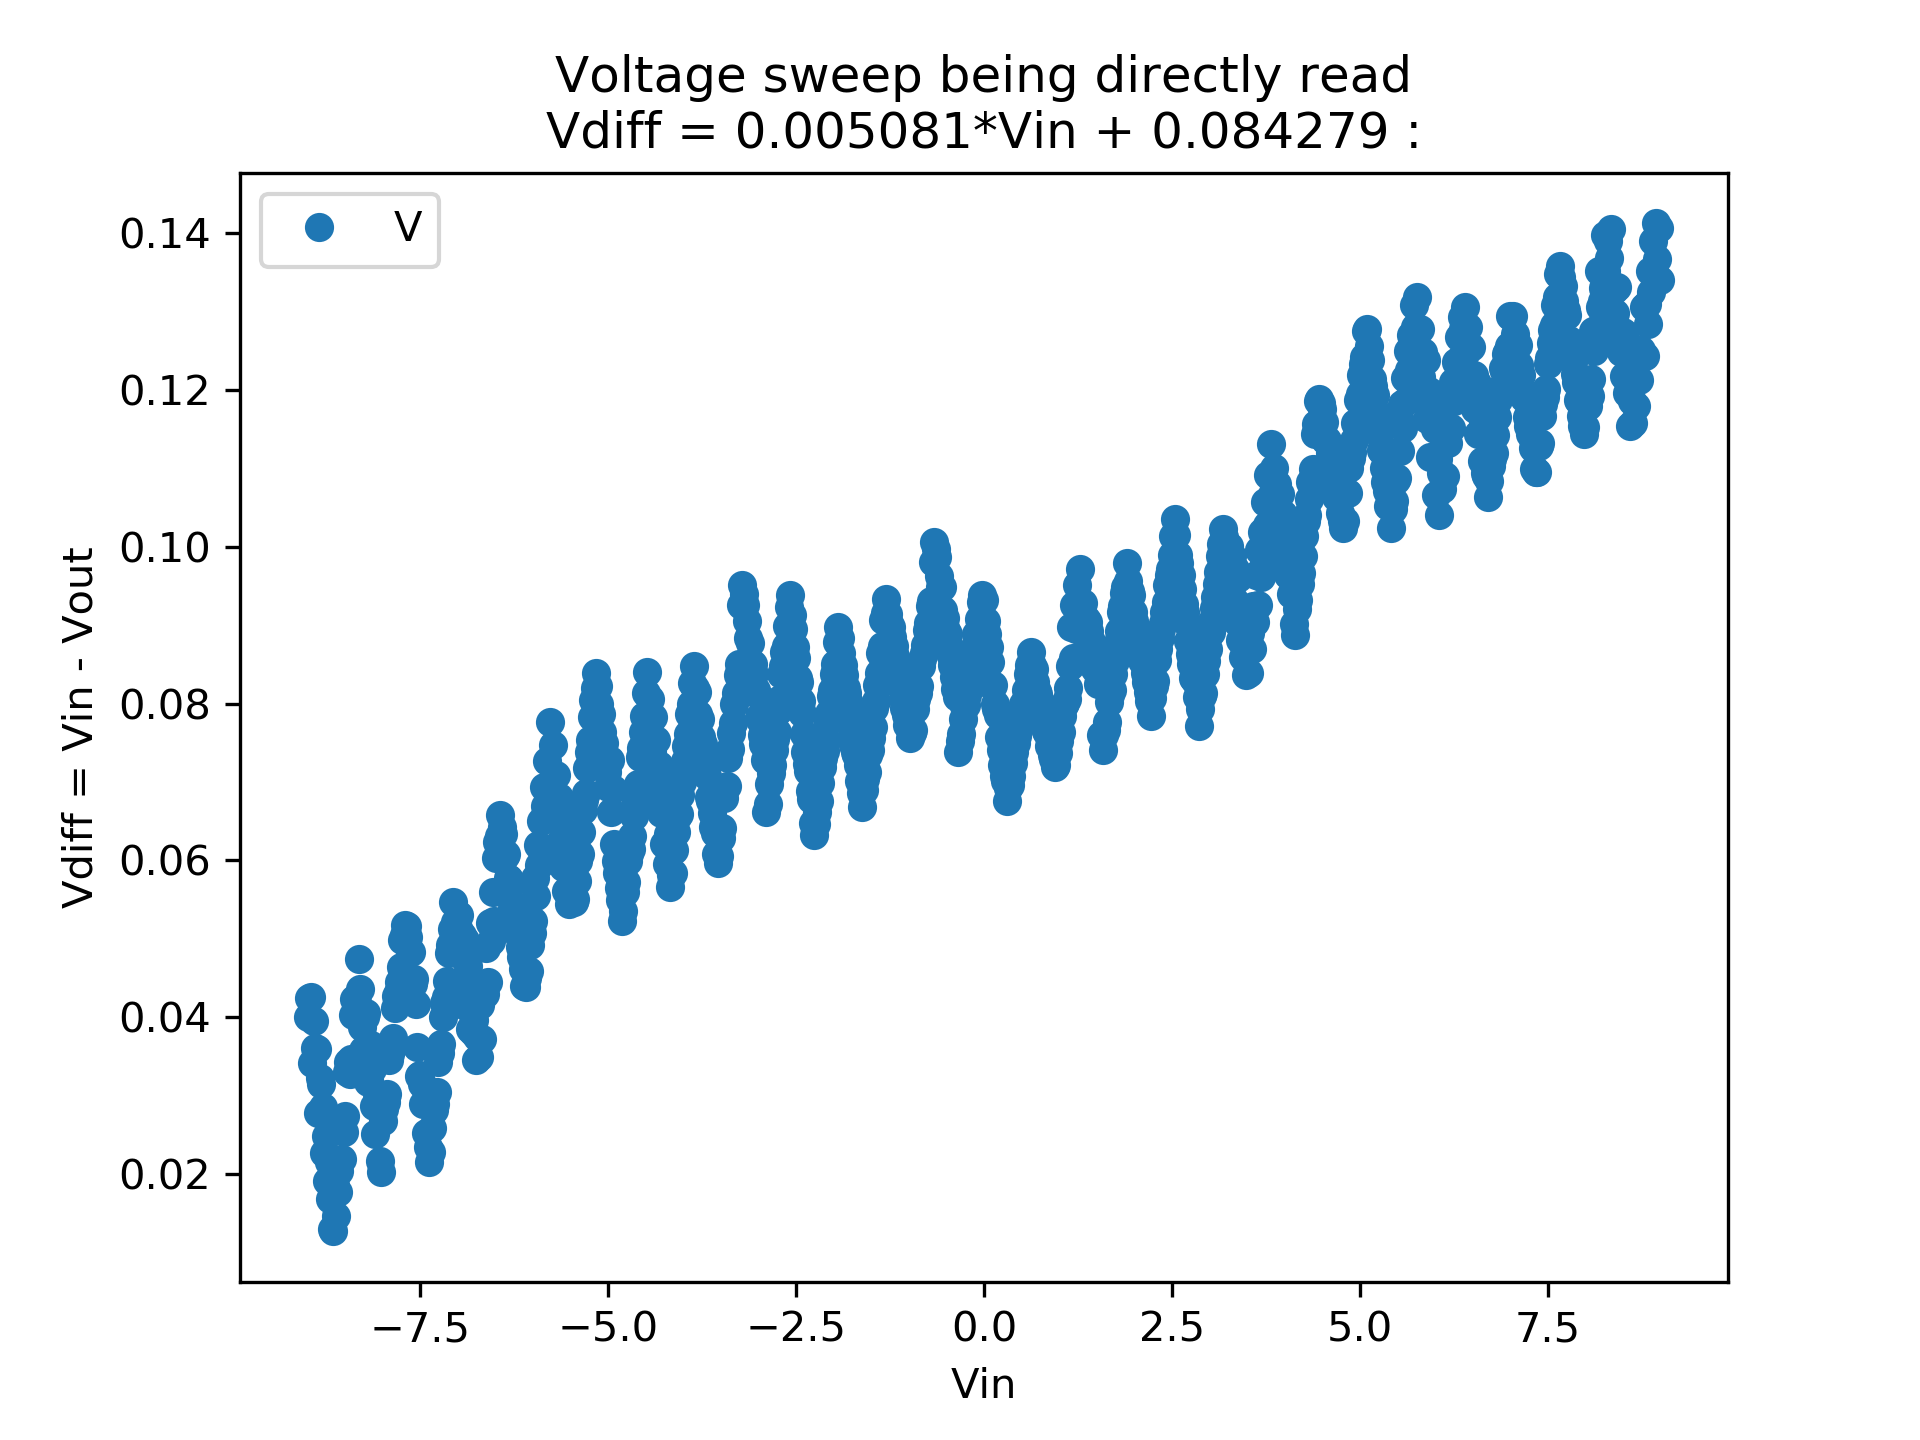 Voltage sweep being directly read
Vdiff = 0.005081*Vin + 0.084279 :
V
Vdiff = Vin - Vout
0.14
0.12
0.10
0.08
0.06
0.04
0.02
−7.5
−5.0
−2.5
0.0
2.5
5.0
7.5
Vin